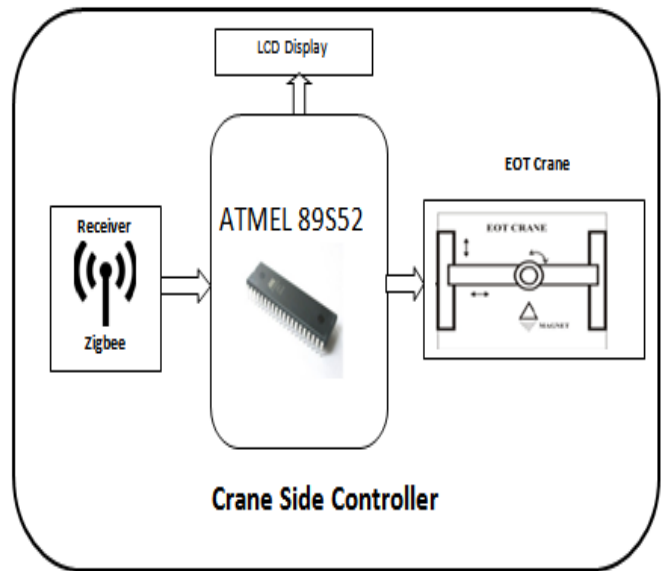 LCD Display
EOT Crane
ATMEL 89S52
Receiver
Zigbee
EOT CRANE
MAGNET
Crane Side Controller